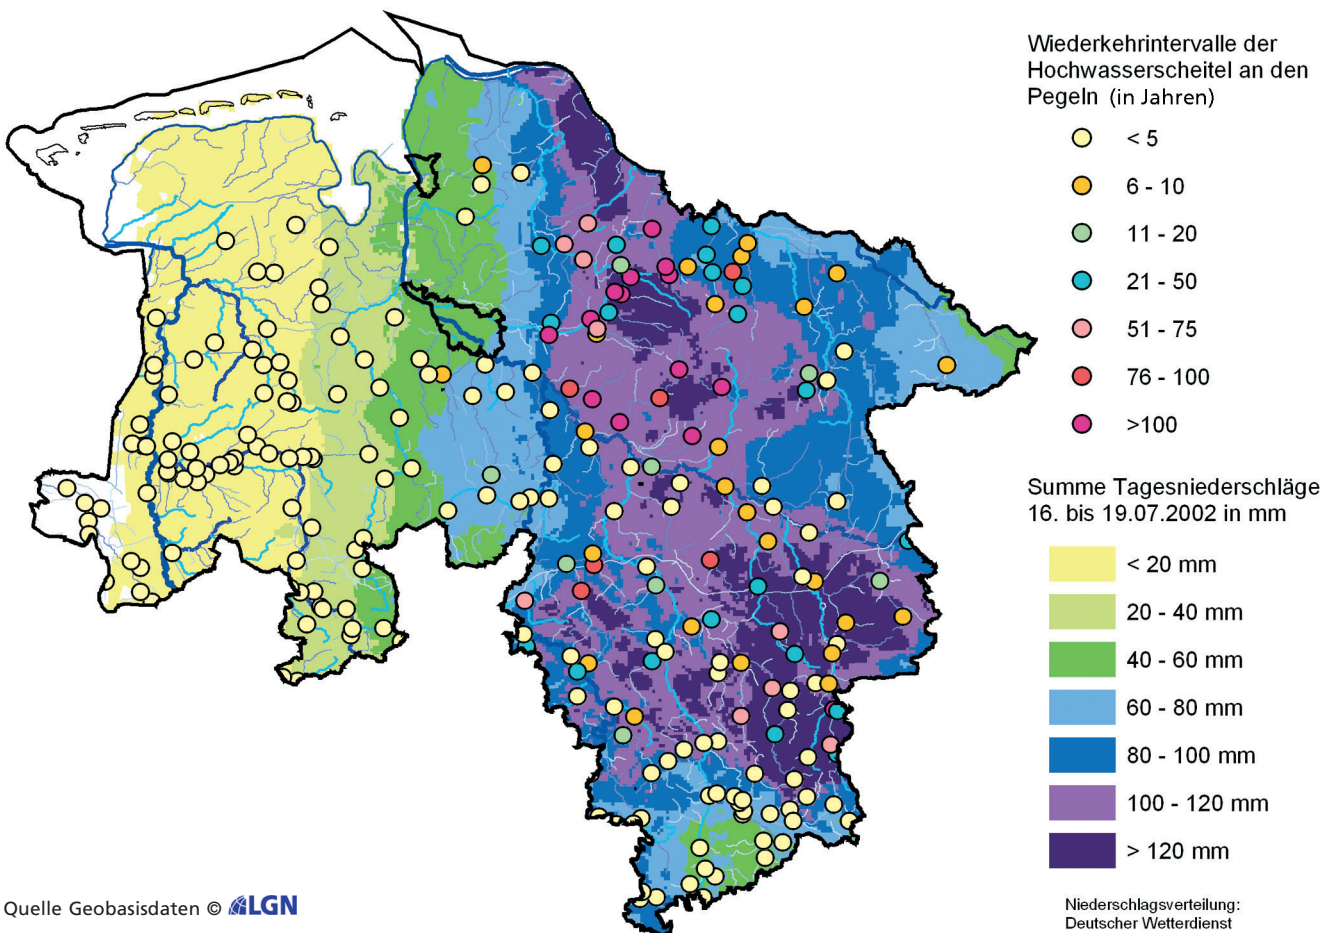 Wiederkehrintervalle der
Hochwasserscheitel an den
Pegeln (in Jahren)
< 5
6 - 10
11 - 20
21 - 50
51 - 75
76 - 100
>100
Summe Tagesniederschläge
16. bis 19.07.2002 in mm
< 20 mm
20 - 40 mm
40 - 60 mm
60 - 80 mm
80 - 100 mm
100 - 120 mm
> 120 mm
Quelle Geobasisdaten © LGN
Niederschlagsverteilung:
Deutscher Wetterdienst